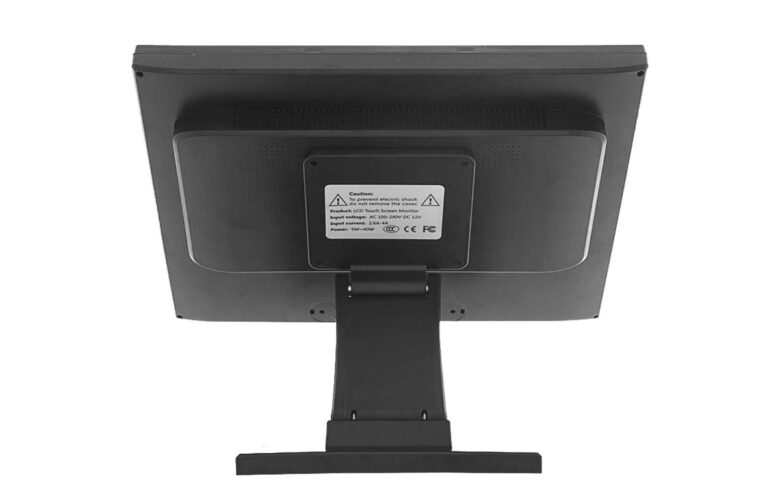 Caution:
To prevent electric shock
do not remove the cover.
Product: LCD Touch Screen Monitor
Input voltage: AC 100-240V DC 12V
Input current: 2.6A-4A
Power: 5W~40W CCC CE FC